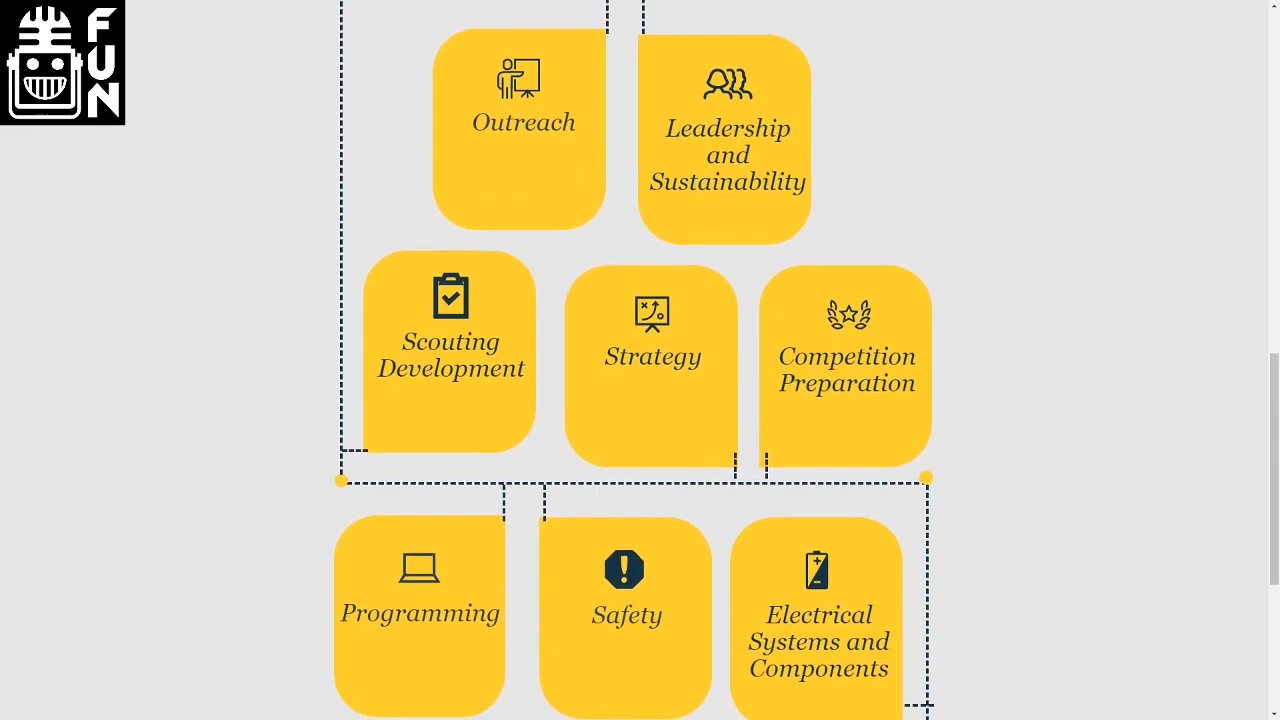 FUN
Outreach
Leadership
and
Sustainability
Scouting
Development
Strategy
Competition
Preparation
Programming
Safety
Electrical
Systems and
Components